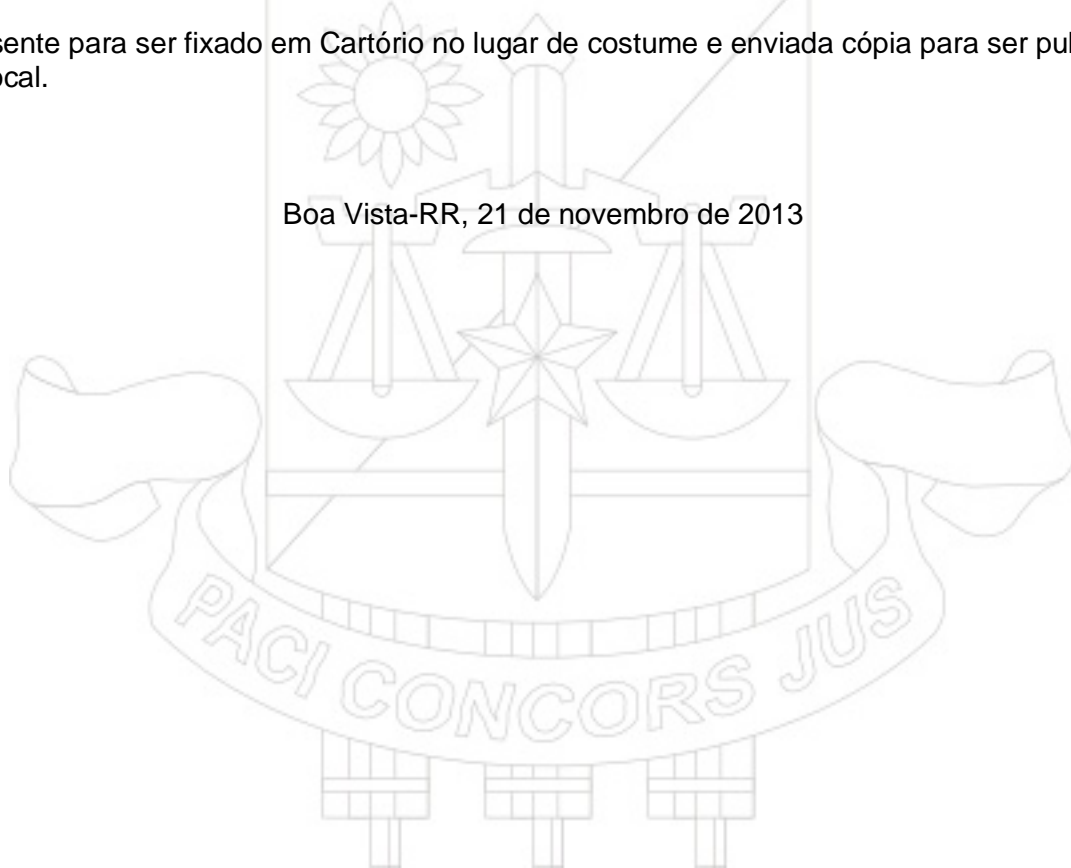 sente para ser fixado em Cartório no lugar de costume e enviada cópia para ser pul
ocal.
Boa Vista-RR, 21 de novembro de 2013
PACI CONCORS JUS